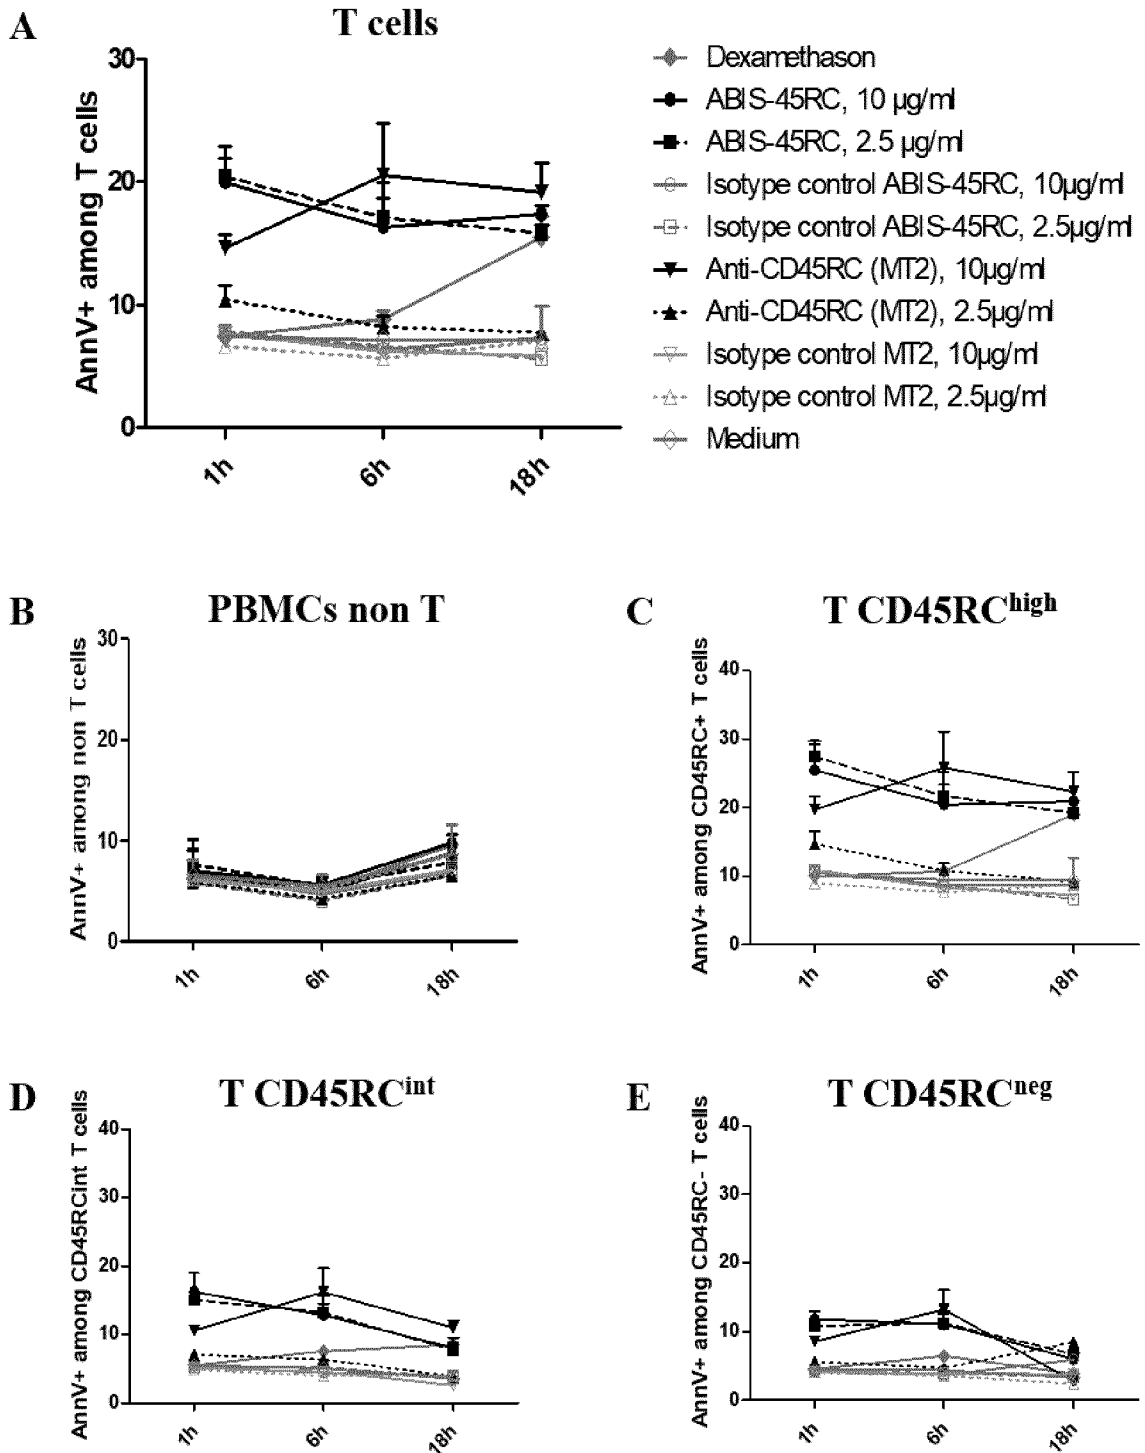 A
T cells
AnnV+ among T cells
30
20
10
0
1h
6h
18h
Dexamethason
ABIS-45RC, 10 µg/ml
ABIS-45RC, 2.5 µg/ml
Isotype control ABIS-45RC, 10µg/ml
Isotype control ABIS-45RC, 2.5µg/ml
Anti-CD45RC (MT2), 10µg/ml
Anti-CD45RC (MT2), 2.5µg/ml
Isotype control MT2, 10µg/ml
Isotype control MT2, 2.5µg/ml
Medium
B
PBMCs non T
AnnV+ among non T cells
30
20
10
0
1h
6h
18h
C
T CD45RChigh
AnnV+ among CD45RC+ T cells
40
30
20
10
0
1h
6h
18h
D
T CD45RCint
AnnV+ among CD45RCint T cells
40
30
20
10
0
1h
6h
18h
E
T CD45RCneg
AnnV+ among CD45RC- T cells
40
30
20
10
0
1h
6h
18h